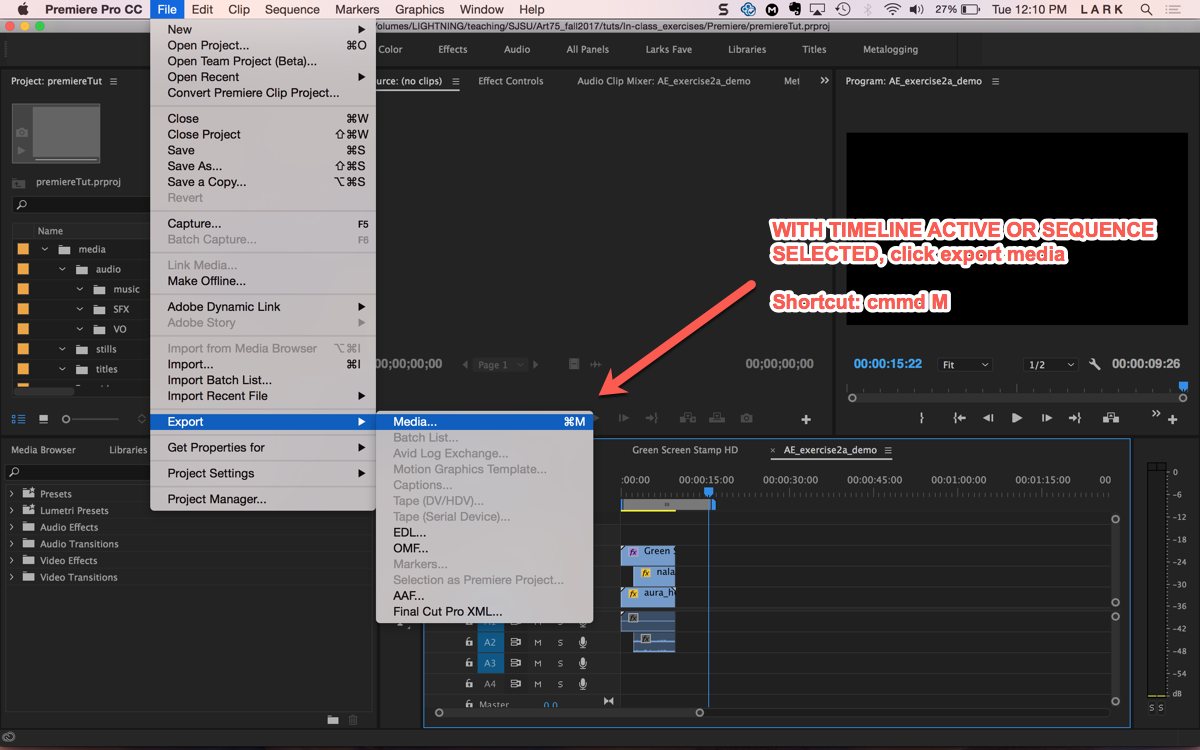 Premiere Pro CC File Edit Clip Sequence Markers Graphics Window Help 27% Tue 12:10 PM LARK
/olumes/LIGHTNING/teaching/SJSU/Art75_fall2017/tuts/In-class_exercises/Premiere/premiereTut.prproj
Color Effects Audio All Panels Larks Fave Libraries Titles Metalogging
Project: premiereTut
urce: (no clips) Effect Controls Audio Clip Mixer: AE_exercise2a_demo Met
Program: AE_exercise2a_demo
premiereTut.prproj
Name
media
audio
music
SFX
VO
stills
titles
New
Open Project... ⌘O
Open Team Project (Beta)...
Open Recent
Convert Premiere Clip Project...
Close ⌘W
Close Project ⇧⌘W
Save ⌘S
Save As... ⇧⌘S
Save a Copy... ⌥⌘S
Revert
Capture... F5
Batch Capture... F6
Link Media...
Make Offline...
Adobe Dynamic Link
Adobe Story
Import from Media Browser ⌥⌘I
Import... ⌘I
Import Batch List...
Import Recent File
Export
Get Properties for
Project Settings
Project Manager...
Media... ⌘M
Batch List...
Avid Log Exchange...
Motion Graphics Template...
Captions...
Tape (DV/HDV)...
Tape (Serial Device)...
EDL...
OMF...
Markers...
Selection as Premiere Project...
AAF...
Final Cut Pro XML...
WITH TIMELINE ACTIVE OR SEQUENCE
SELECTED, click export media
Shortcut: cmmd M
00;00;00;00 Page 1 00;00;00;00
00:00:15:22 Fit 1/2 00:00:09:26
Media Browser Libraries
Presets
Lumetri Presets
Audio Effects
Audio Transitions
Video Effects
Video Transitions
Green Screen Stamp HD × AE_exercise2a_demo
:00:00 00:00:15:00 00:00:30:00 00:00:45:00 00:01:00:00 00:01:15:00 00
fx Green S
fx nala
fx aura_h
fx
fx
A2 M S
A3 M S
A4 M S
Master 0.0
0
-6
-12
-18
-24
-30
-36
-42
-48
-54
dB
S S